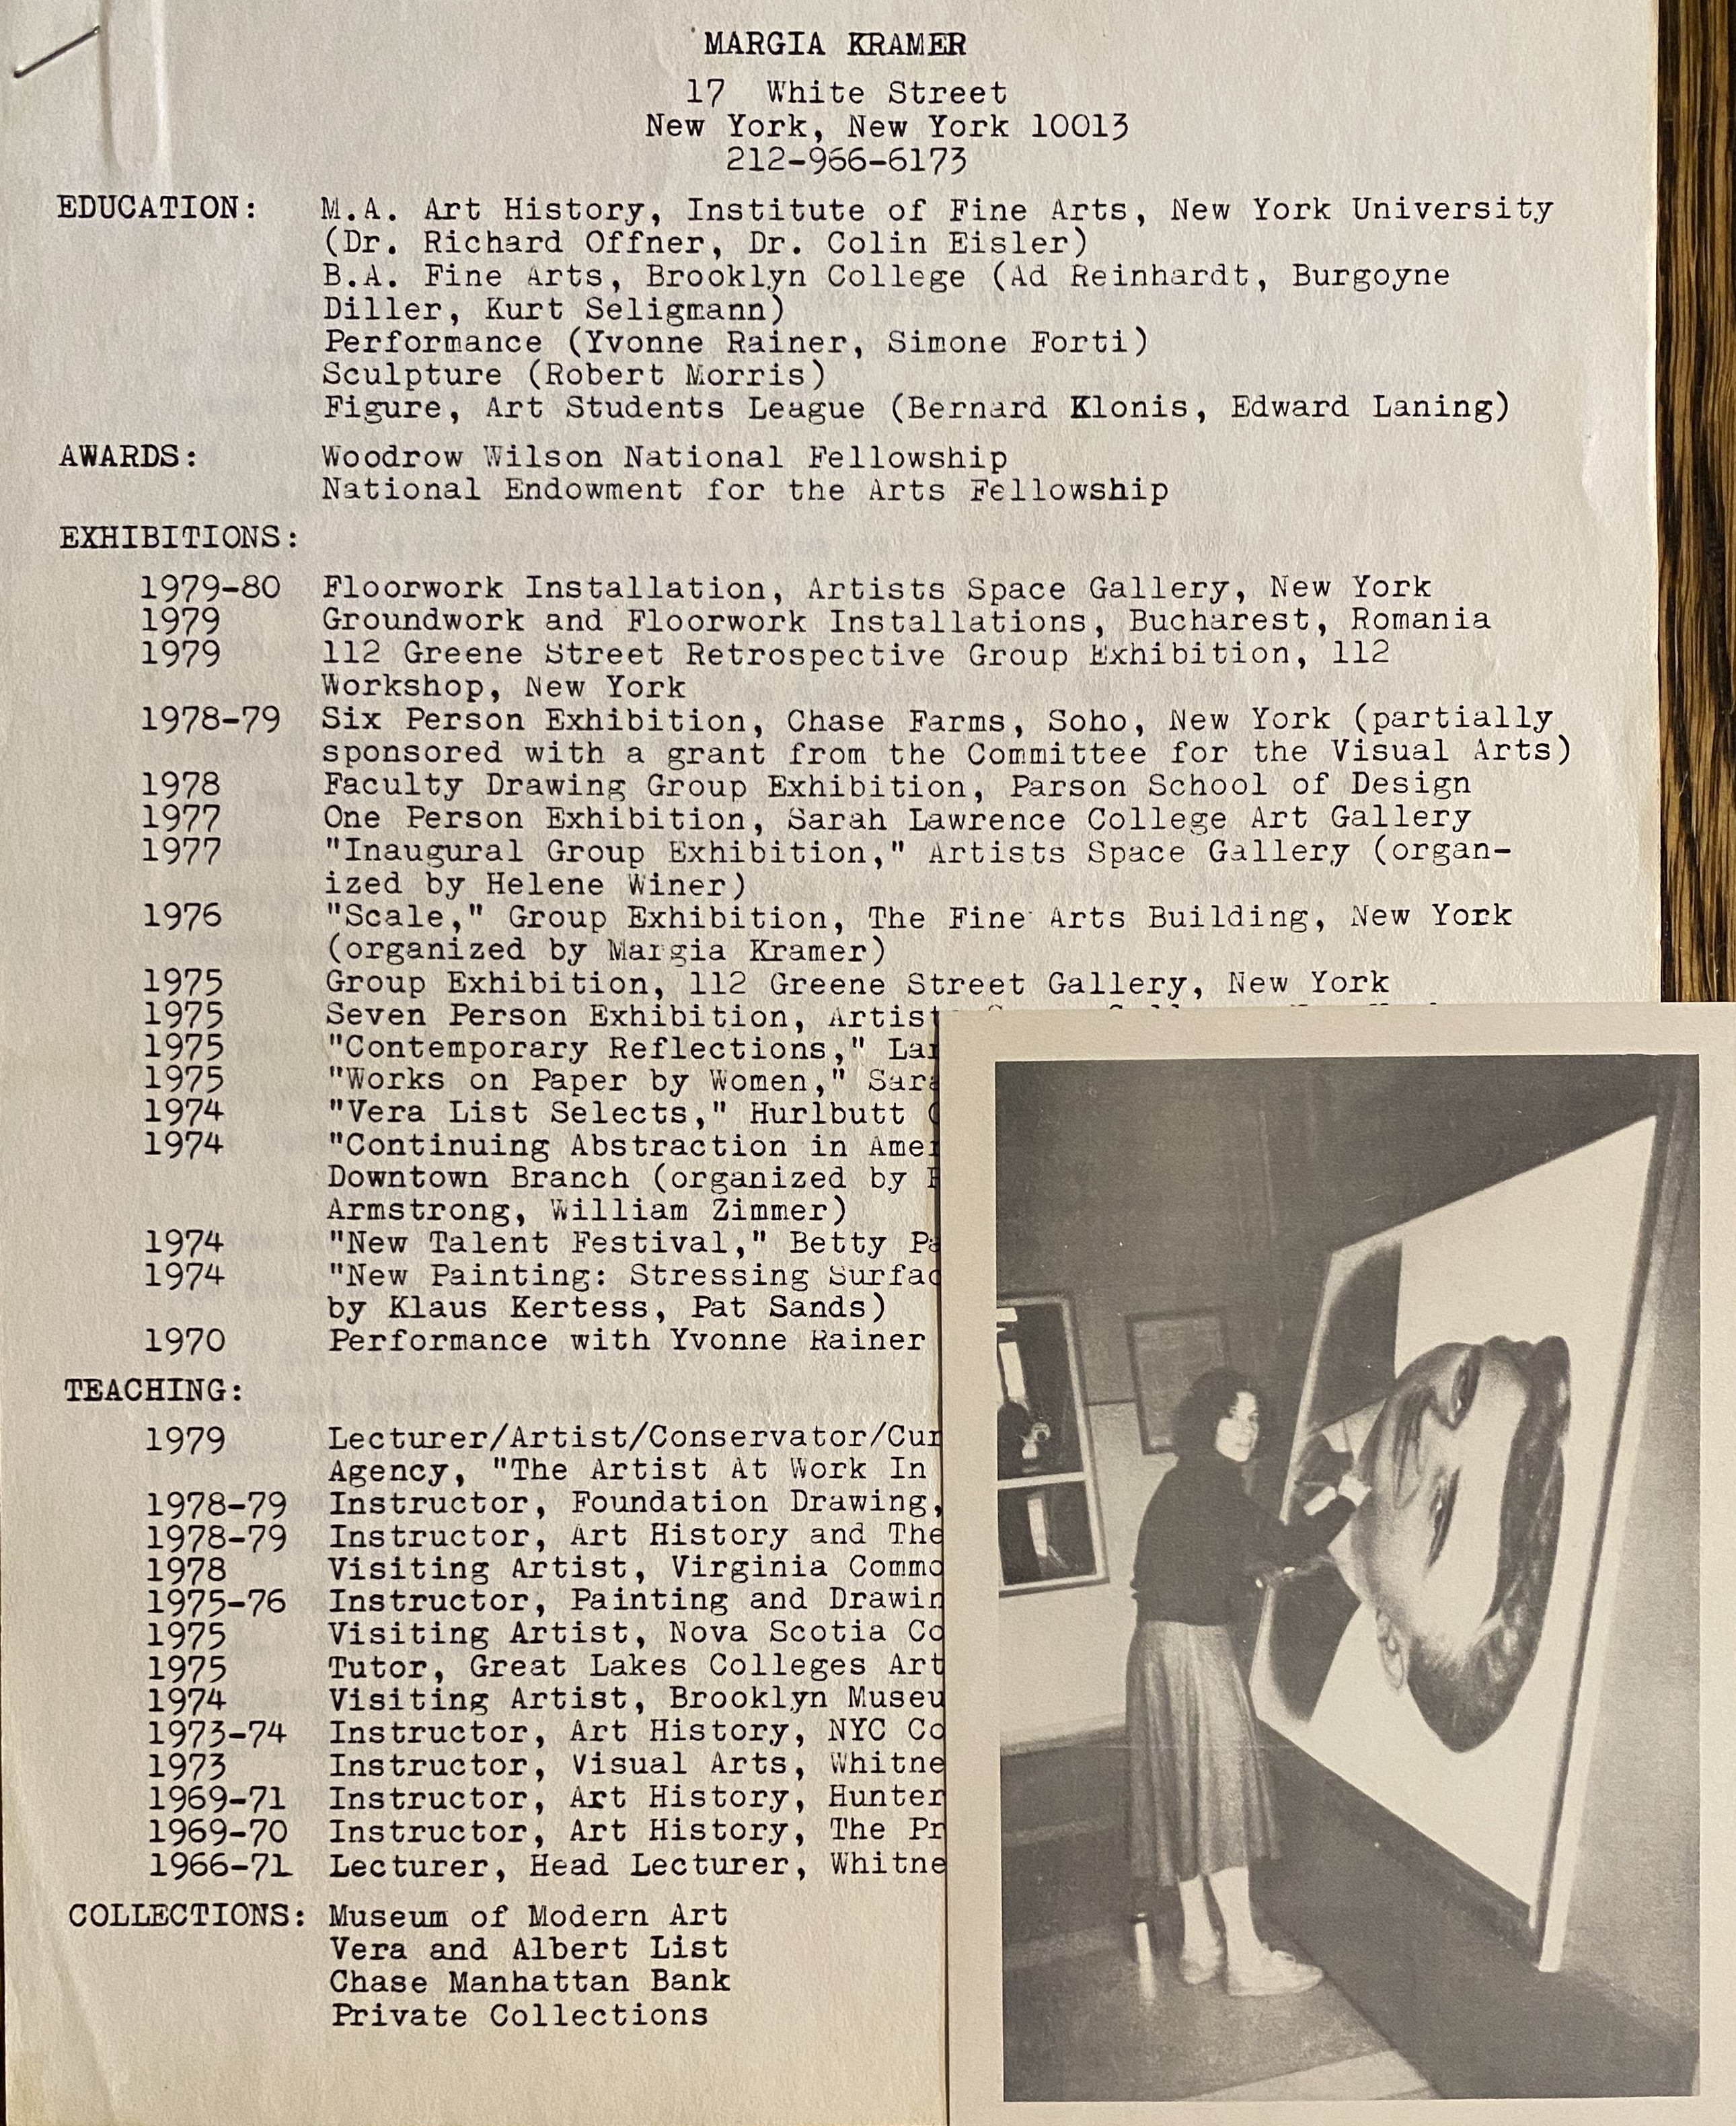 MARGIA KRAMER
17 White Street
New York, New York 10013
212-966-6173
EDUCATION: M.A. Art History, Institute of Fine Arts, New York University
(Dr. Richard Offner, Dr. Colin Eisler)
B.A. Fine Arts, Brooklyn College (Ad Reinhardt, Burgoyne
Diller, Kurt Seligmann)
Performance (Yvonne Rainer, Simone Forti)
Sculpture (Robert Morris)
Figure, Art Students League (Bernard Klonis, Edward Laning)
AWARDS: Woodrow Wilson National Fellowship
National Endowment for the Arts Fellowship
EXHIBITIONS:
1979-80 Floorwork Installation, Artists Space Gallery, New York
1979 Groundwork and Floorwork Installations, Bucharest, Romania
1979 112 Greene Street Retrospective Group Exhibition, 112
Workshop, New York
1978-79 Six Person Exhibition, Chase Farms, Soho, New York (partially
sponsored with a grant from the Committee for the Visual Arts)
1978 Faculty Drawing Group Exhibition, Parson School of Design
1977 One Person Exhibition, Sarah Lawrence College Art Gallery
1977 "Inaugural Group Exhibition," Artists Space Gallery (organ-
ized by Helene Winer)
1976 "Scale," Group Exhibition, The Fine Arts Building, New York
(organized by Margia Kramer)
1975 Group Exhibition, 112 Greene Street Gallery, New York
1975 Seven Person Exhibition,
1975 "Contemporary Reflections,"
1975 "Works on Paper by Women,"
1974 "Vera List Selects," Hurlbutt
1974 "Continuing Abstraction in
Downtown Branch (organized by
Armstrong, William Zimmer)
1974 "New Talent Festival," Betty
1974 "New Painting: Stressing
by Klaus Kertess, Pat Sands)
1970 Performance with Yvonne Rainer
TEACHING:
1979 Lecturer/Artist/Conservator/
Agency, "The Artist At Work In
1978-79 Instructor, Foundation Drawing,
1978-79 Instructor, Art History and
1978 Visiting Artist, Virginia
1975-76 Instructor, Painting and
1975 Visiting Artist, Nova Scotia
1975 Tutor, Great Lakes Colleges
1974 Visiting Artist, Brooklyn
1973-74 Instructor, Art History, NYC
1973 Instructor, Visual Arts,
1969-71 Instructor, Art History, Hunter
1969-70 Instructor, Art History, The
1966-71 Lecturer, Head Lecturer,
COLLECTIONS: Museum of Modern Art
Vera and Albert List
Chase Manhattan Bank
Private Collections